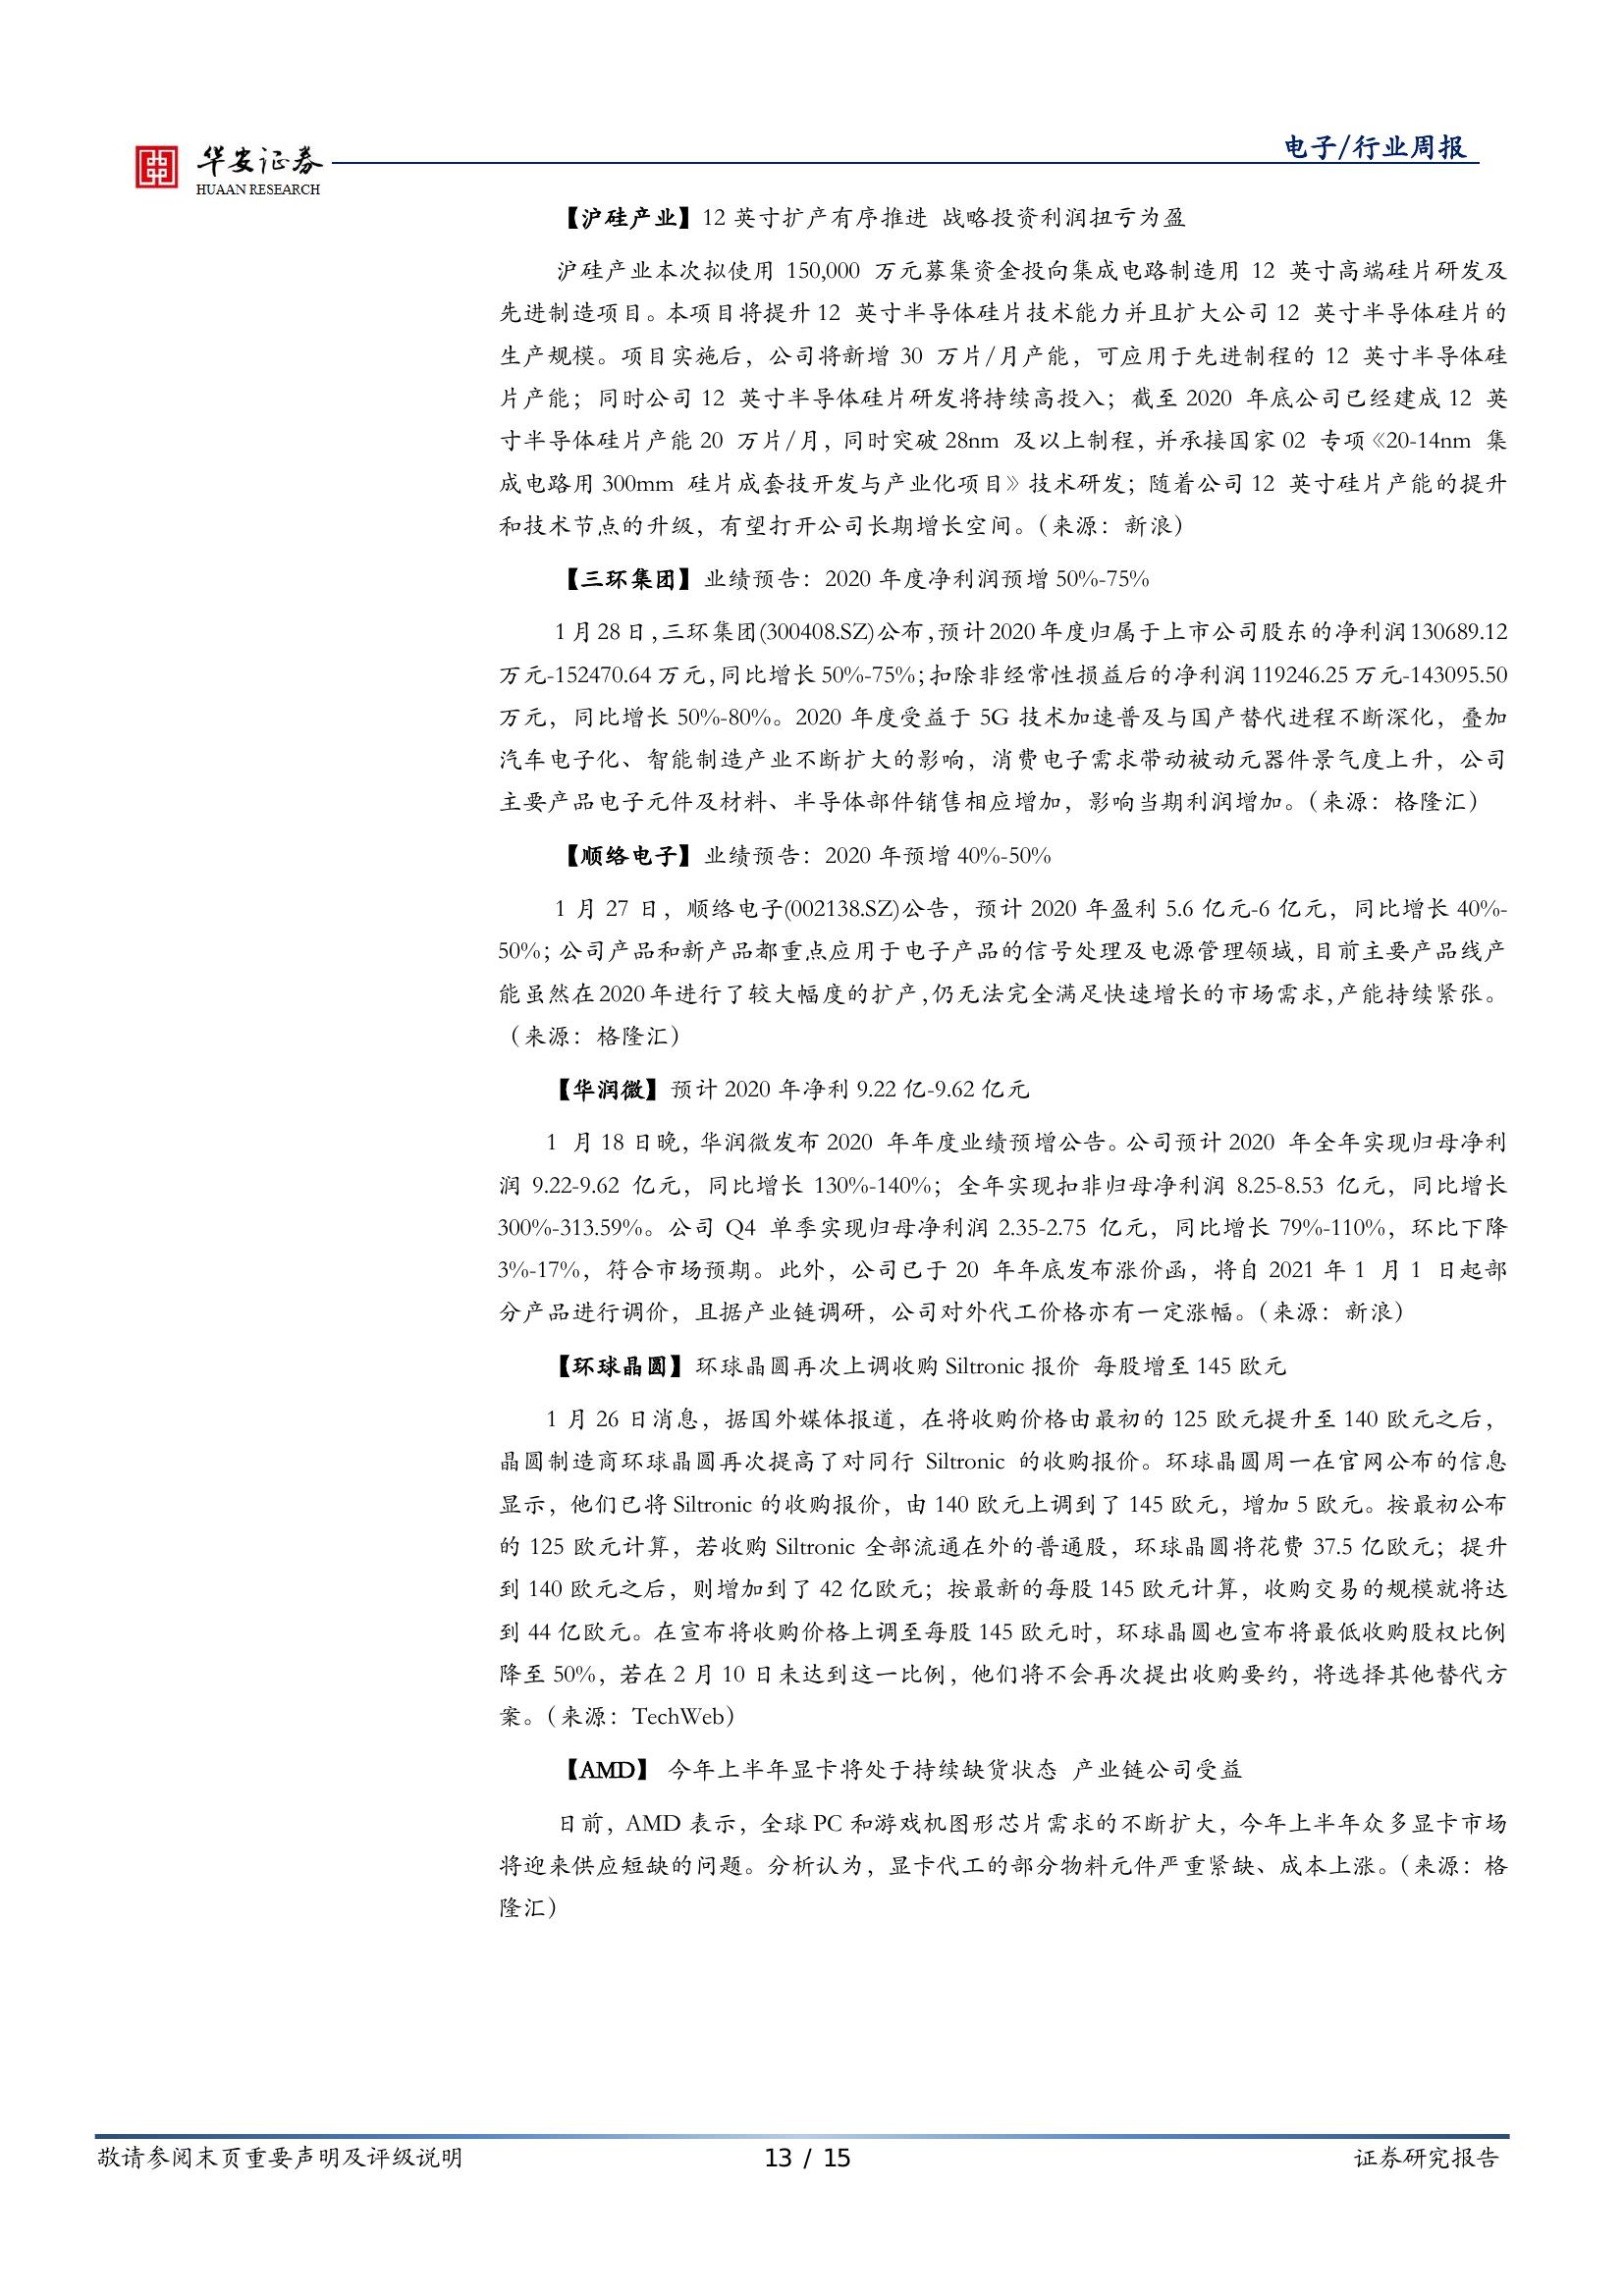 华安证券
HUAAN RESEARCH
电子/行业周报
【沪硅产业】12 英寸扩产有序推进 战略投资利润扭亏为盈
沪硅产业本次拟使用 150,000 万元募集资金投向集成电路制造用 12 英寸高端硅片研发及
先进制造项目。本项目将提升 12 英寸半导体硅片技术能力并且扩大公司 12 英寸半导体硅片的
生产规模。项目实施后，公司将新增 30 万片/月产能，可应用于先进制程的 12 英寸半导体硅
片产能；同时公司 12 英寸半导体硅片研发将持续高投入；截至 2020 年底公司已经建成 12 英
寸半导体硅片产能 20 万片/月，同时突破 28nm 及以上制程，并承接国家 02 专项《20-14nm 集
成电路用 300mm 硅片成套技开发与产业化项目》技术研发；随着公司 12 英寸硅片产能的提升
和技术节点的升级，有望打开公司长期增长空间。（来源：新浪）
【三环集团】业绩预告：2020 年度净利润预增 50%-75%
1 月 28 日，三环集团(300408.SZ)公布，预计 2020 年度归属于上市公司股东的净利润 130689.12
万元-152470.64 万元，同比增长 50%-75%；扣除非经常性损益后的净利润 119246.25 万元-143095.50
万元，同比增长 50%-80%。2020 年度受益于 5G 技术加速普及与国产替代进程不断深化，叠加
汽车电子化、智能制造产业不断扩大的影响，消费电子需求带动被动元器件景气度上升，公司
主要产品电子元件及材料、半导体部件销售相应增加，影响当期利润增加。（来源：格隆汇）
【顺络电子】业绩预告：2020 年预增 40%-50%
1 月 27 日，顺络电子(002138.SZ)公告，预计 2020 年盈利 5.6 亿元-6 亿元，同比增长 40%-
50%；公司产品和新产品都重点应用于电子产品的信号处理及电源管理领域，目前主要产品线产
能虽然在 2020 年进行了较大幅度的扩产，仍无法完全满足快速增长的市场需求，产能持续紧张。
（来源：格隆汇）
【华润微】预计 2020 年净利 9.22 亿-9.62 亿元
1 月 18 日晚，华润微发布 2020 年年度业绩预增公告。公司预计 2020 年全年实现归母净利
润 9.22-9.62 亿元，同比增长 130%-140%；全年实现扣非归母净利润 8.25-8.53 亿元，同比增长
300%-313.59%。公司 Q4 单季实现归母净利润 2.35-2.75 亿元，同比增长 79%-110%，环比下降
3%-17%，符合市场预期。此外，公司已于 20 年年底发布涨价函，将自 2021 年 1 月 1 日起部
分产品进行调价，且据产业链调研，公司对外代工价格亦有一定涨幅。（来源：新浪）
【环球晶圆】环球晶圆再次上调收购 Siltronic 报价 每股增至 145 欧元
1 月 26 日消息，据国外媒体报道，在将收购价格由最初的 125 欧元提升至 140 欧元之后，
晶圆制造商环球晶圆再次提高了对同行 Siltronic 的收购报价。环球晶圆周一在官网公布的信息
显示，他们已将 Siltronic 的收购报价，由 140 欧元上调到了 145 欧元，增加 5 欧元。按最初公布
的 125 欧元计算，若收购 Siltronic 全部流通在外的普通股，环球晶圆将花费 37.5 亿欧元；提升
到 140 欧元之后，则增加到了 42 亿欧元；按最新的每股 145 欧元计算，收购交易的规模就将达
到 44 亿欧元。在宣布将收购价格上调至每股 145 欧元时，环球晶圆也宣布将最低收购股权比例
降至 50%，若在 2 月 10 日未达到这一比例，他们将不会再次提出收购要约，将选择其他替代方
案。（来源：TechWeb）
【AMD】 今年上半年显卡将处于持续缺货状态 产业链公司受益
日前，AMD 表示，全球 PC 和游戏机图形芯片需求的不断扩大，今年上半年众多显卡市场
将迎来供应短缺的问题。分析认为，显卡代工的部分物料元件严重紧缺、成本上涨。（来源：格
隆汇）
敬请参阅末页重要声明及评级说明
13 / 15
证券研究报告